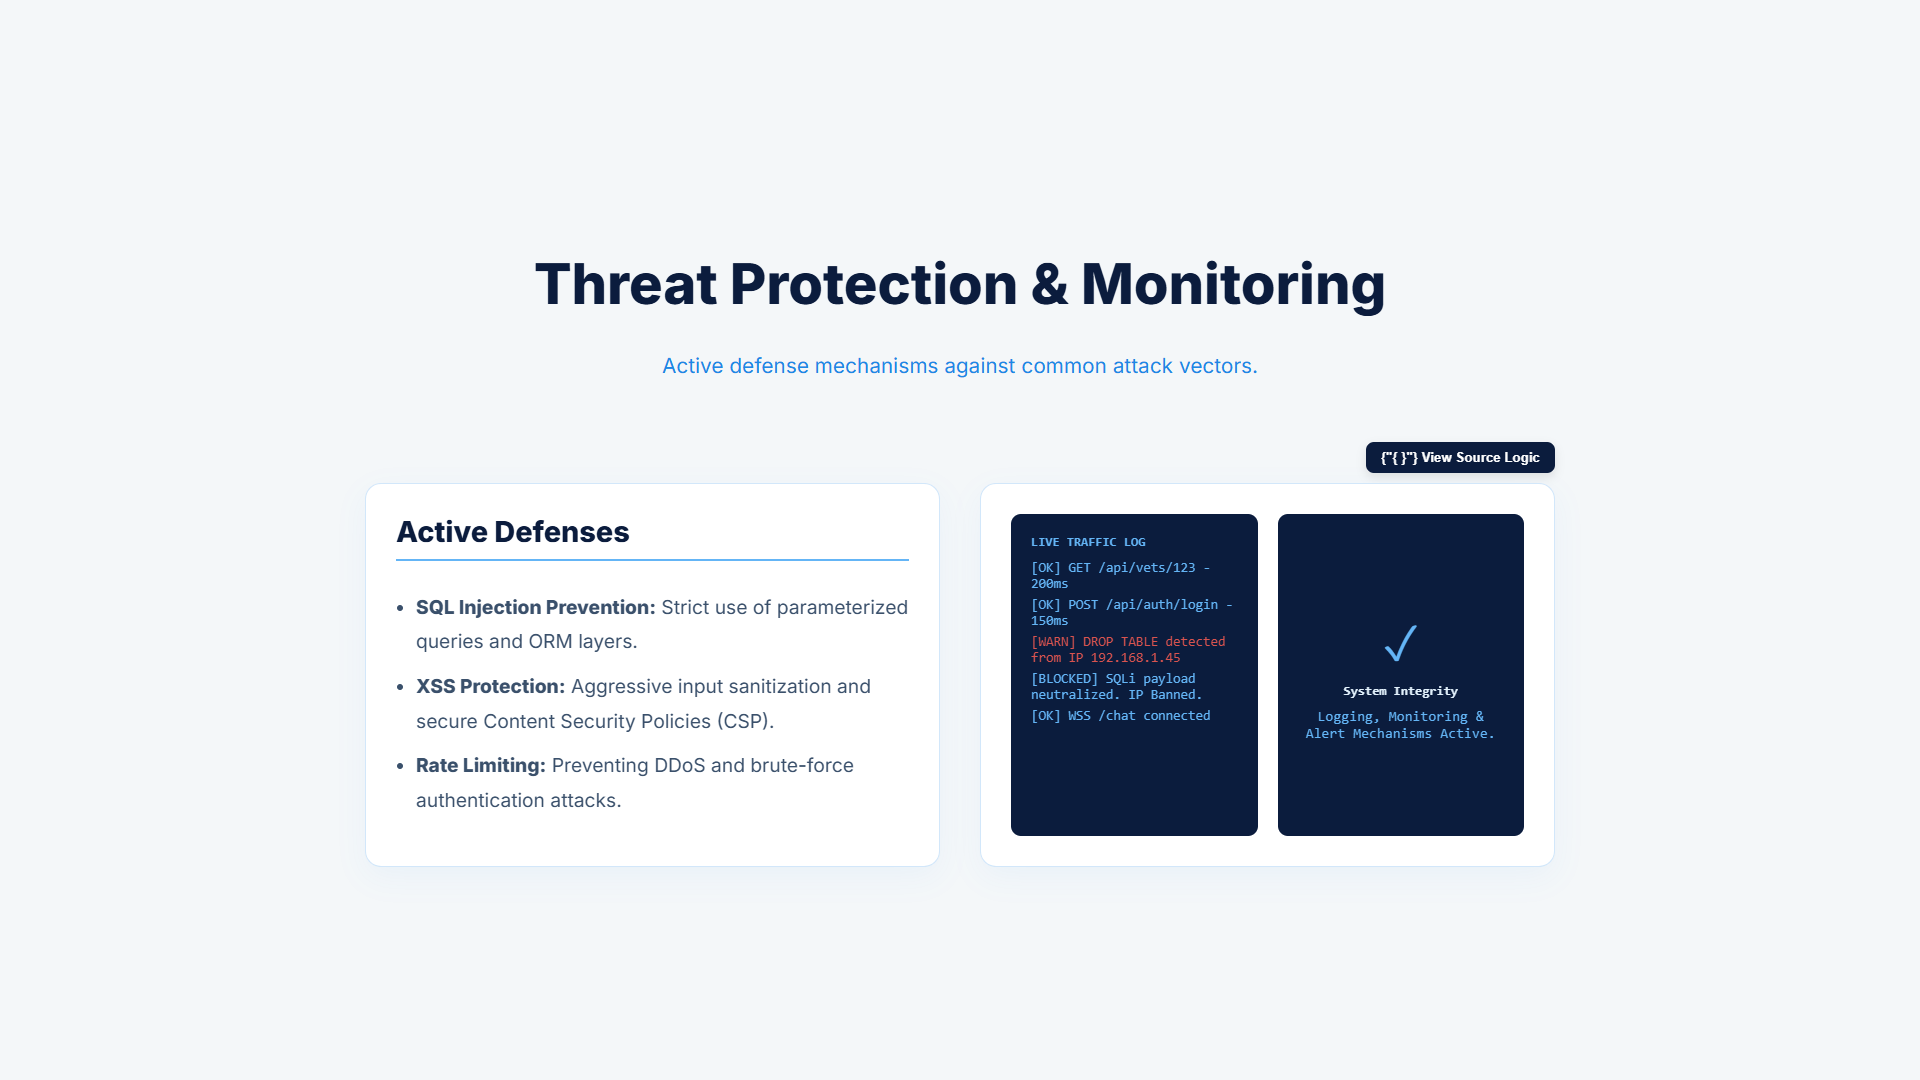 Threat Protection & Monitoring
Active defense mechanisms against common attack vectors.
{"{ }"} View Source Logic
Active Defenses
• SQL Injection Prevention: Strict use of parameterized
queries and ORM layers.
• XSS Protection: Aggressive input sanitization and
secure Content Security Policies (CSP).
• Rate Limiting: Preventing DDoS and brute-force
authentication attacks.
LIVE TRAFFIC LOG
[OK] GET /api/vets/123 -
200ms
[OK] POST /api/auth/login -
150ms
[WARN] DROP TABLE detected
from IP 192.168.1.45
[BLOCKED] SQLi payload
neutralized. IP Banned.
[OK] WSS /chat connected
✓
System Integrity
Logging, Monitoring &
Alert Mechanisms Active.